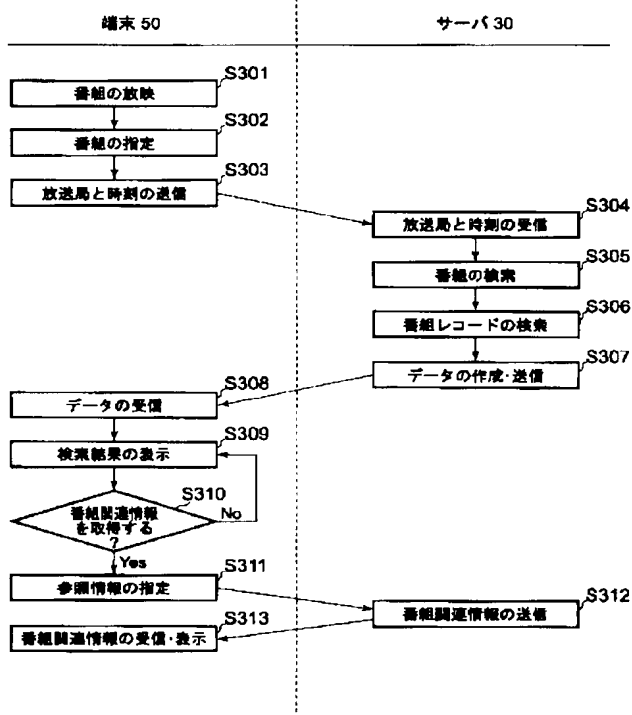 端末 50
サーバ 30
S301
番組の放映
S302
番組の指定
S303
放送局と時刻の送信
S304
放送局と時刻の受信
S305
番組の検索
S306
番組レコードの検索
S307
データの作成・送信
S308
データの受信
S309
検索結果の表示
S310
番組関連情報
を取得する
?
No
Yes
S311
参照情報の指定
S312
番組関連情報の送信
S313
番組関連情報の受信・表示